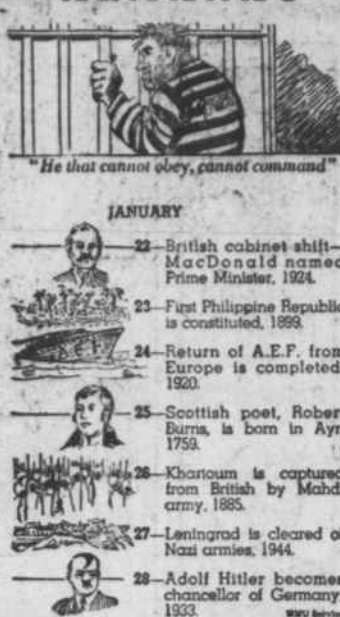 "He that cannot obey, cannot command"
JANUARY
22—British cabinet shift—
MacDonald named
Prime Minister, 1924.
23—First Philippine Republic
is constituted, 1899.
24—Return of A.E.F. from
Europe is completed,
1920.
25—Scottish poet, Rober
Burns, is born in Ayr
1759.
26—Khartoum is captured
from British by Mahd
army, 1885.
27—Leningrad is cleared o
Nazi armies, 1944.
28—Adolf Hitler becomes
chancellor of Germany,
1933.